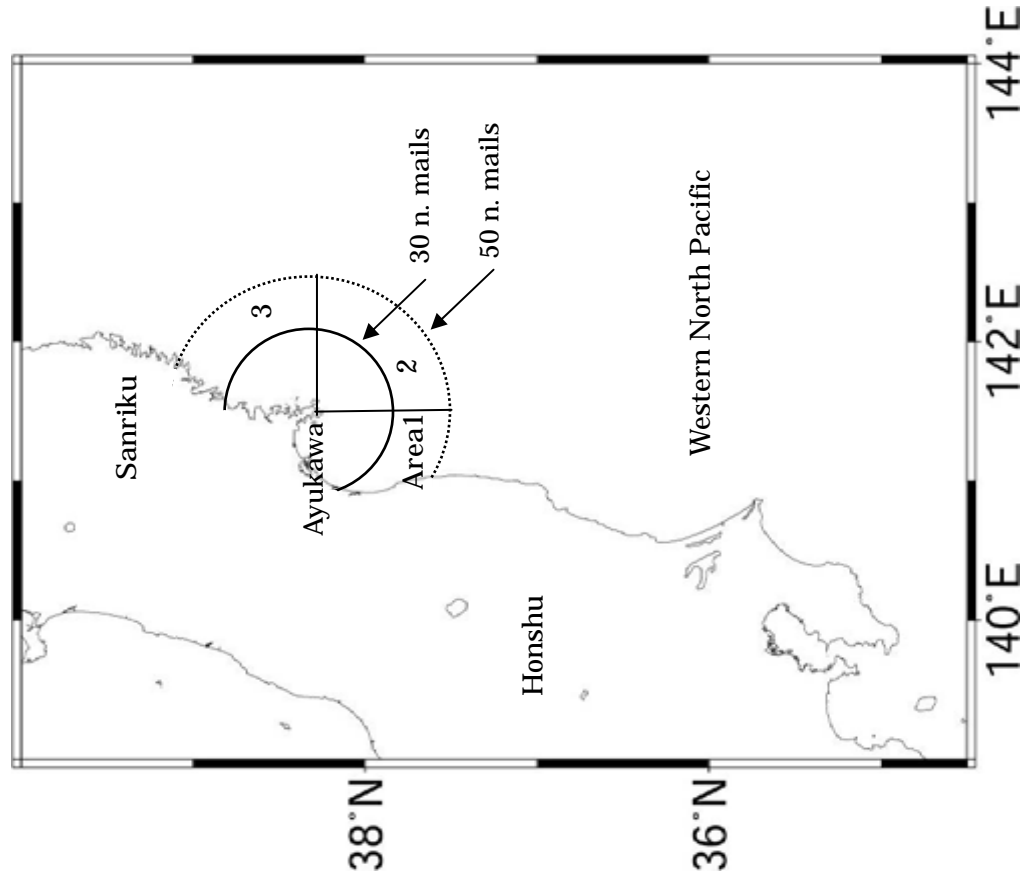 Sanriku
3
Ayukawa
30 n. mails
50 n. mails
2
Area1
Honshu
Western North Pacific
38°N
36°N
140°E
142°E
144°E